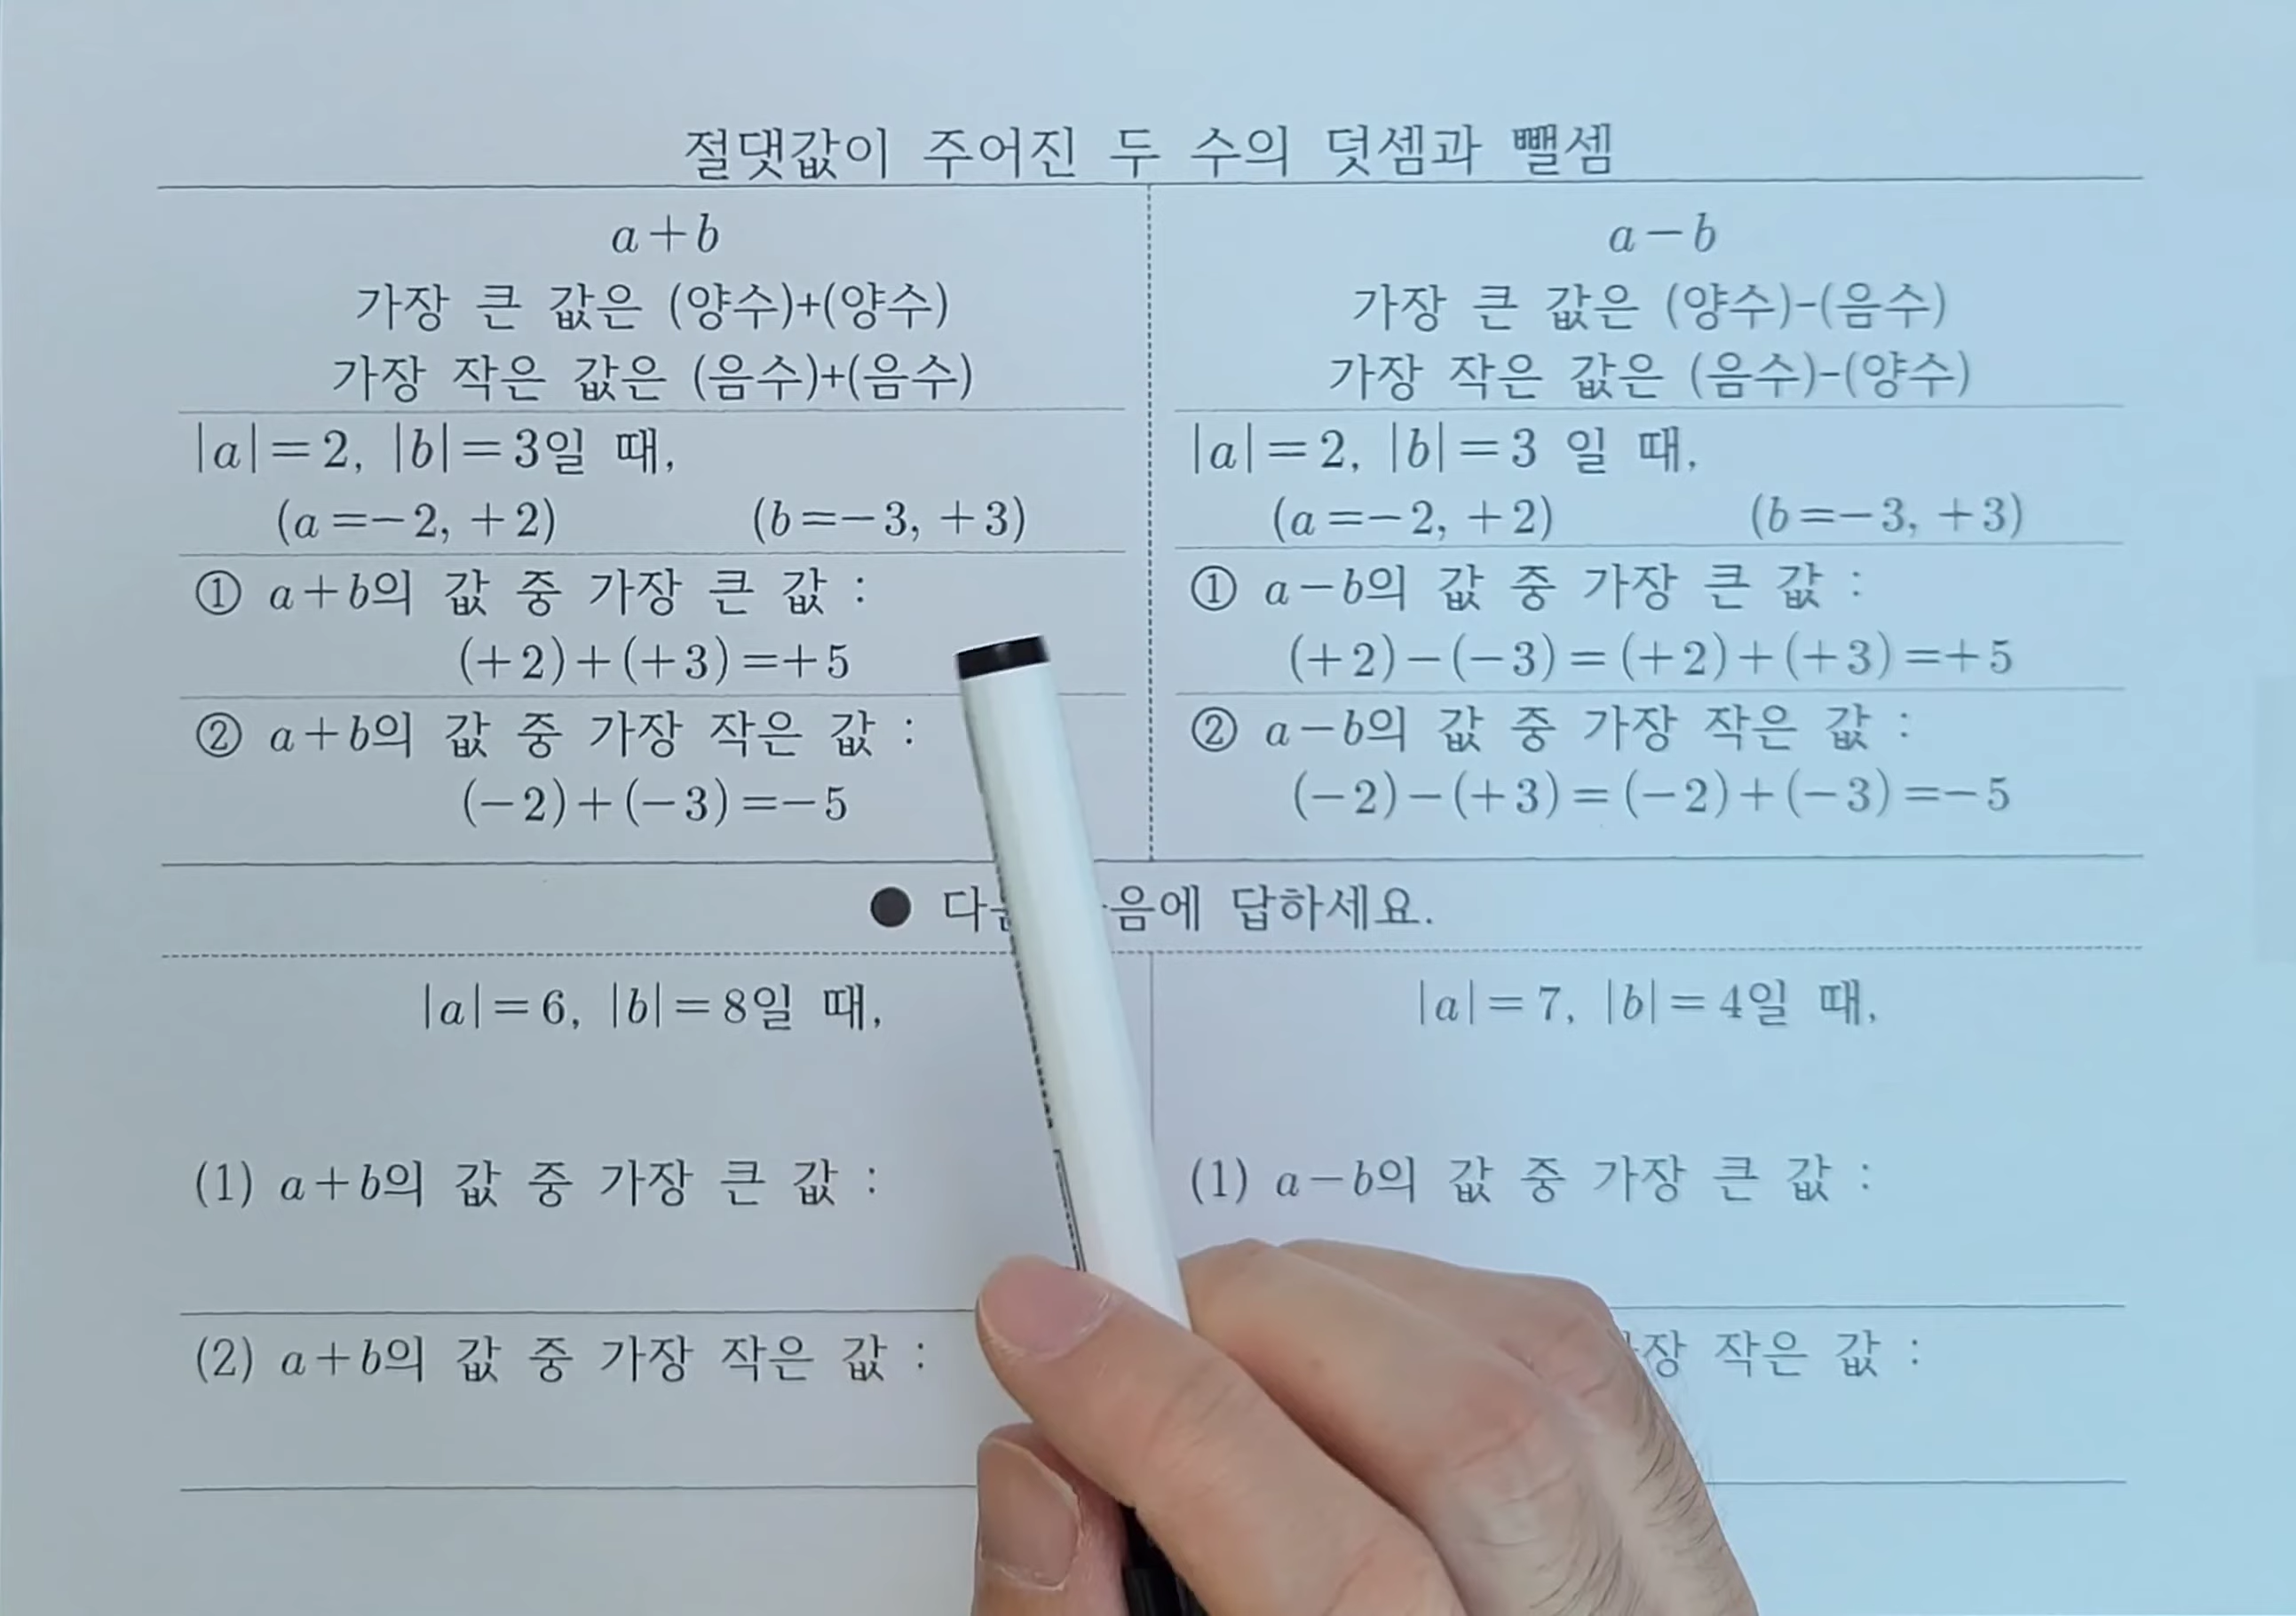 절댓값이 주어진 두 수의 덧셈과 뺄셈
a+b
가장 큰 값은 (양수)+(양수)
가장 작은 값은 (음수)+(음수)
|a|=2, |b|=3일 때,
(a=-2, +2) (b=-3, +3)
① a+b의 값 중 가장 큰 값 :
(+2)+(+3)=+5
② a+b의 값 중 가장 작은 값 :
(-2)+(-3)=-5
a-b
가장 큰 값은 (양수)-(음수)
가장 작은 값은 (음수)-(양수)
|a|=2, |b|=3 일 때,
(a=-2, +2) (b=-3, +3)
① a-b의 값 중 가장 큰 값 :
(+2)-(-3)=(+2)+(+3)=+5
② a-b의 값 중 가장 작은 값 :
(-2)-(+3)=(-2)+(-3)=-5
● 답하세요.
|a|=6, |b|=8일 때,
(1) a+b의 값 중 가장 큰 값 :
(2) a+b의 값 중 가장 작은 값 :
|a|=7, |b|=4일 때,
(1) a-b의 값 중 가장 큰 값 :
작은 값 :